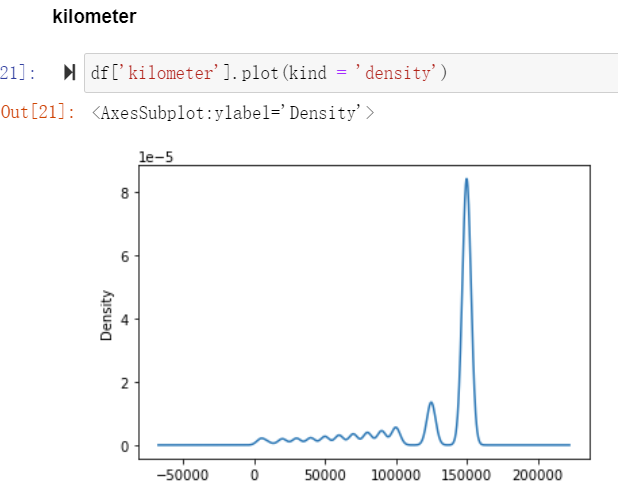 kilometer
21]: df['kilometer'].plot(kind = 'density')
Out[21]: <AxesSubplot:ylabel='Density'>
1e−5
8
6
4
2
0
Density
−50000 0 50000 100000 150000 200000